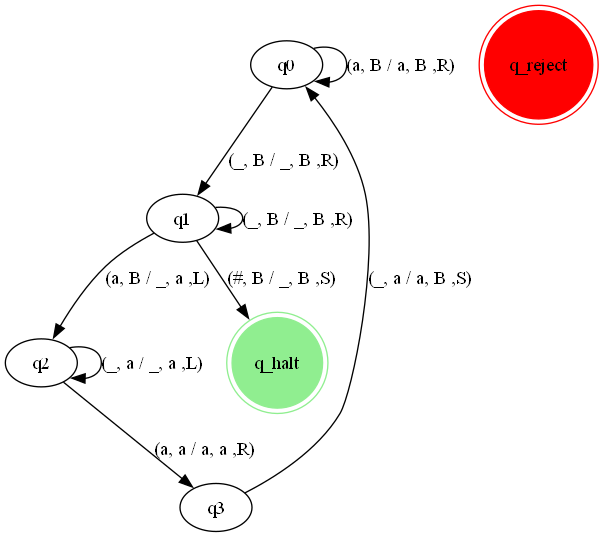 q0
(a, B / a, B ,R)
q_reject
(_, B / _, B ,R)
q1
(_, B / _, B ,R)
(a, B / _, a ,L)
(#, B / _, B ,S)
(_, a / a, B ,S)
q2
(_, a / _, a ,L)
q_halt
(a, a / a, a ,R)
q3